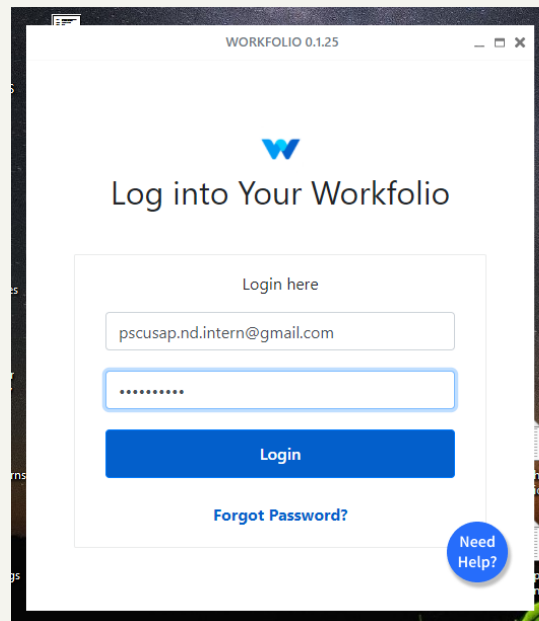 WORKFOLIO 0.1.25
Log into Your Workfolio
Login here
pscusap.nd.intern@gmail.com
••••••••••
Login
Forgot Password?
Need
Help?